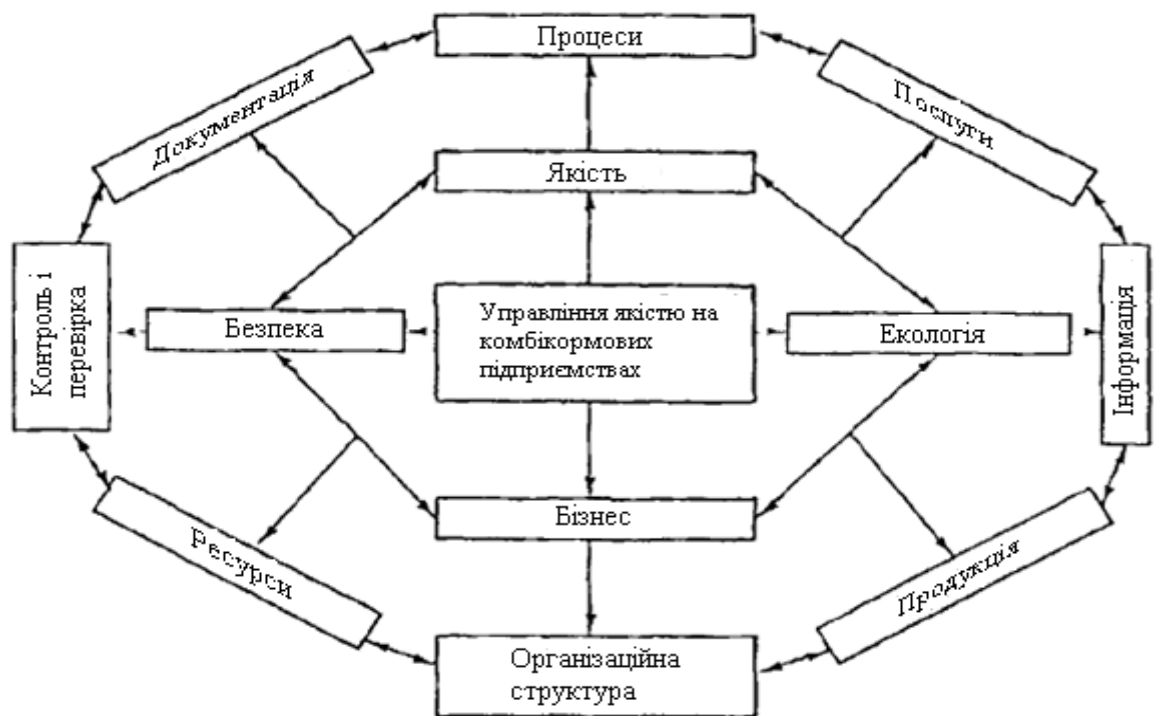 Процеси
Документація
Послуги
Якість
Контроль і
перевірка
Безпека
Управління якістю на
комбікормових
підприємствах
Екологія
Інформація
Бізнес
Ресурси
Продукція
Організаційна
структура